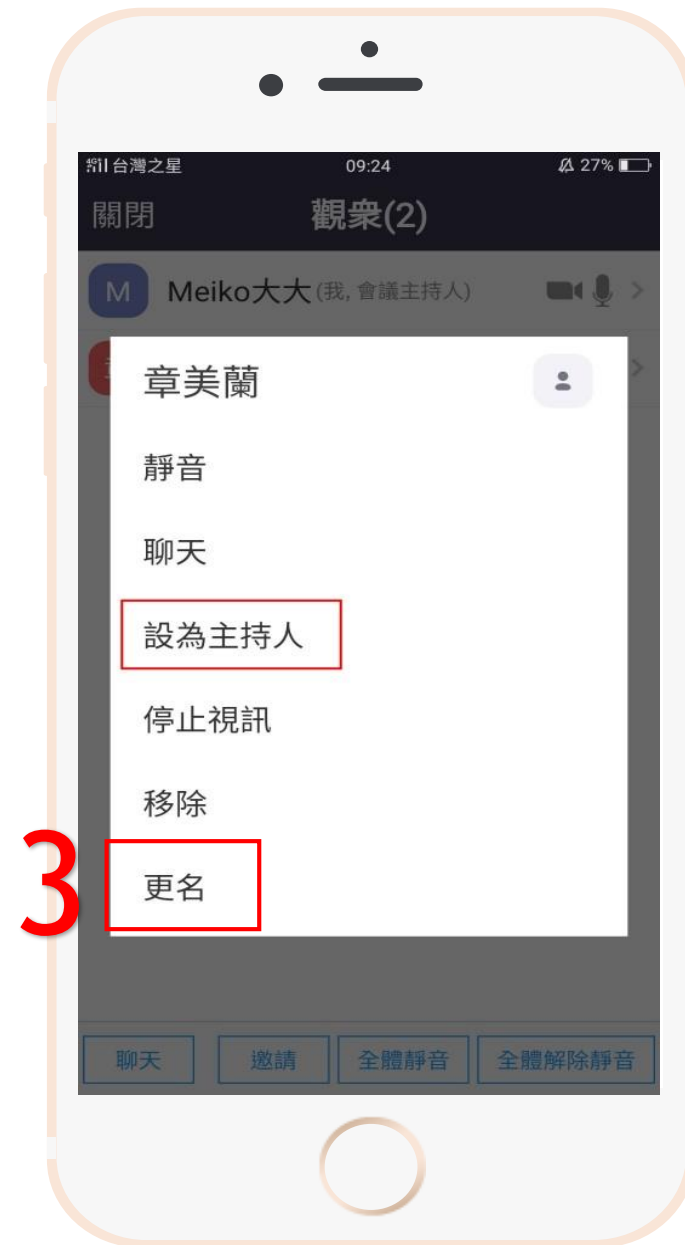 台灣之星 09:24 27%
關閉 觀眾(2)
M Meiko大大(我, 會議主持人)
章美蘭
靜音
聊天
設為主持人
停止視訊
移除
3 更名
聊天 邀請 全體靜音 全體解除靜音